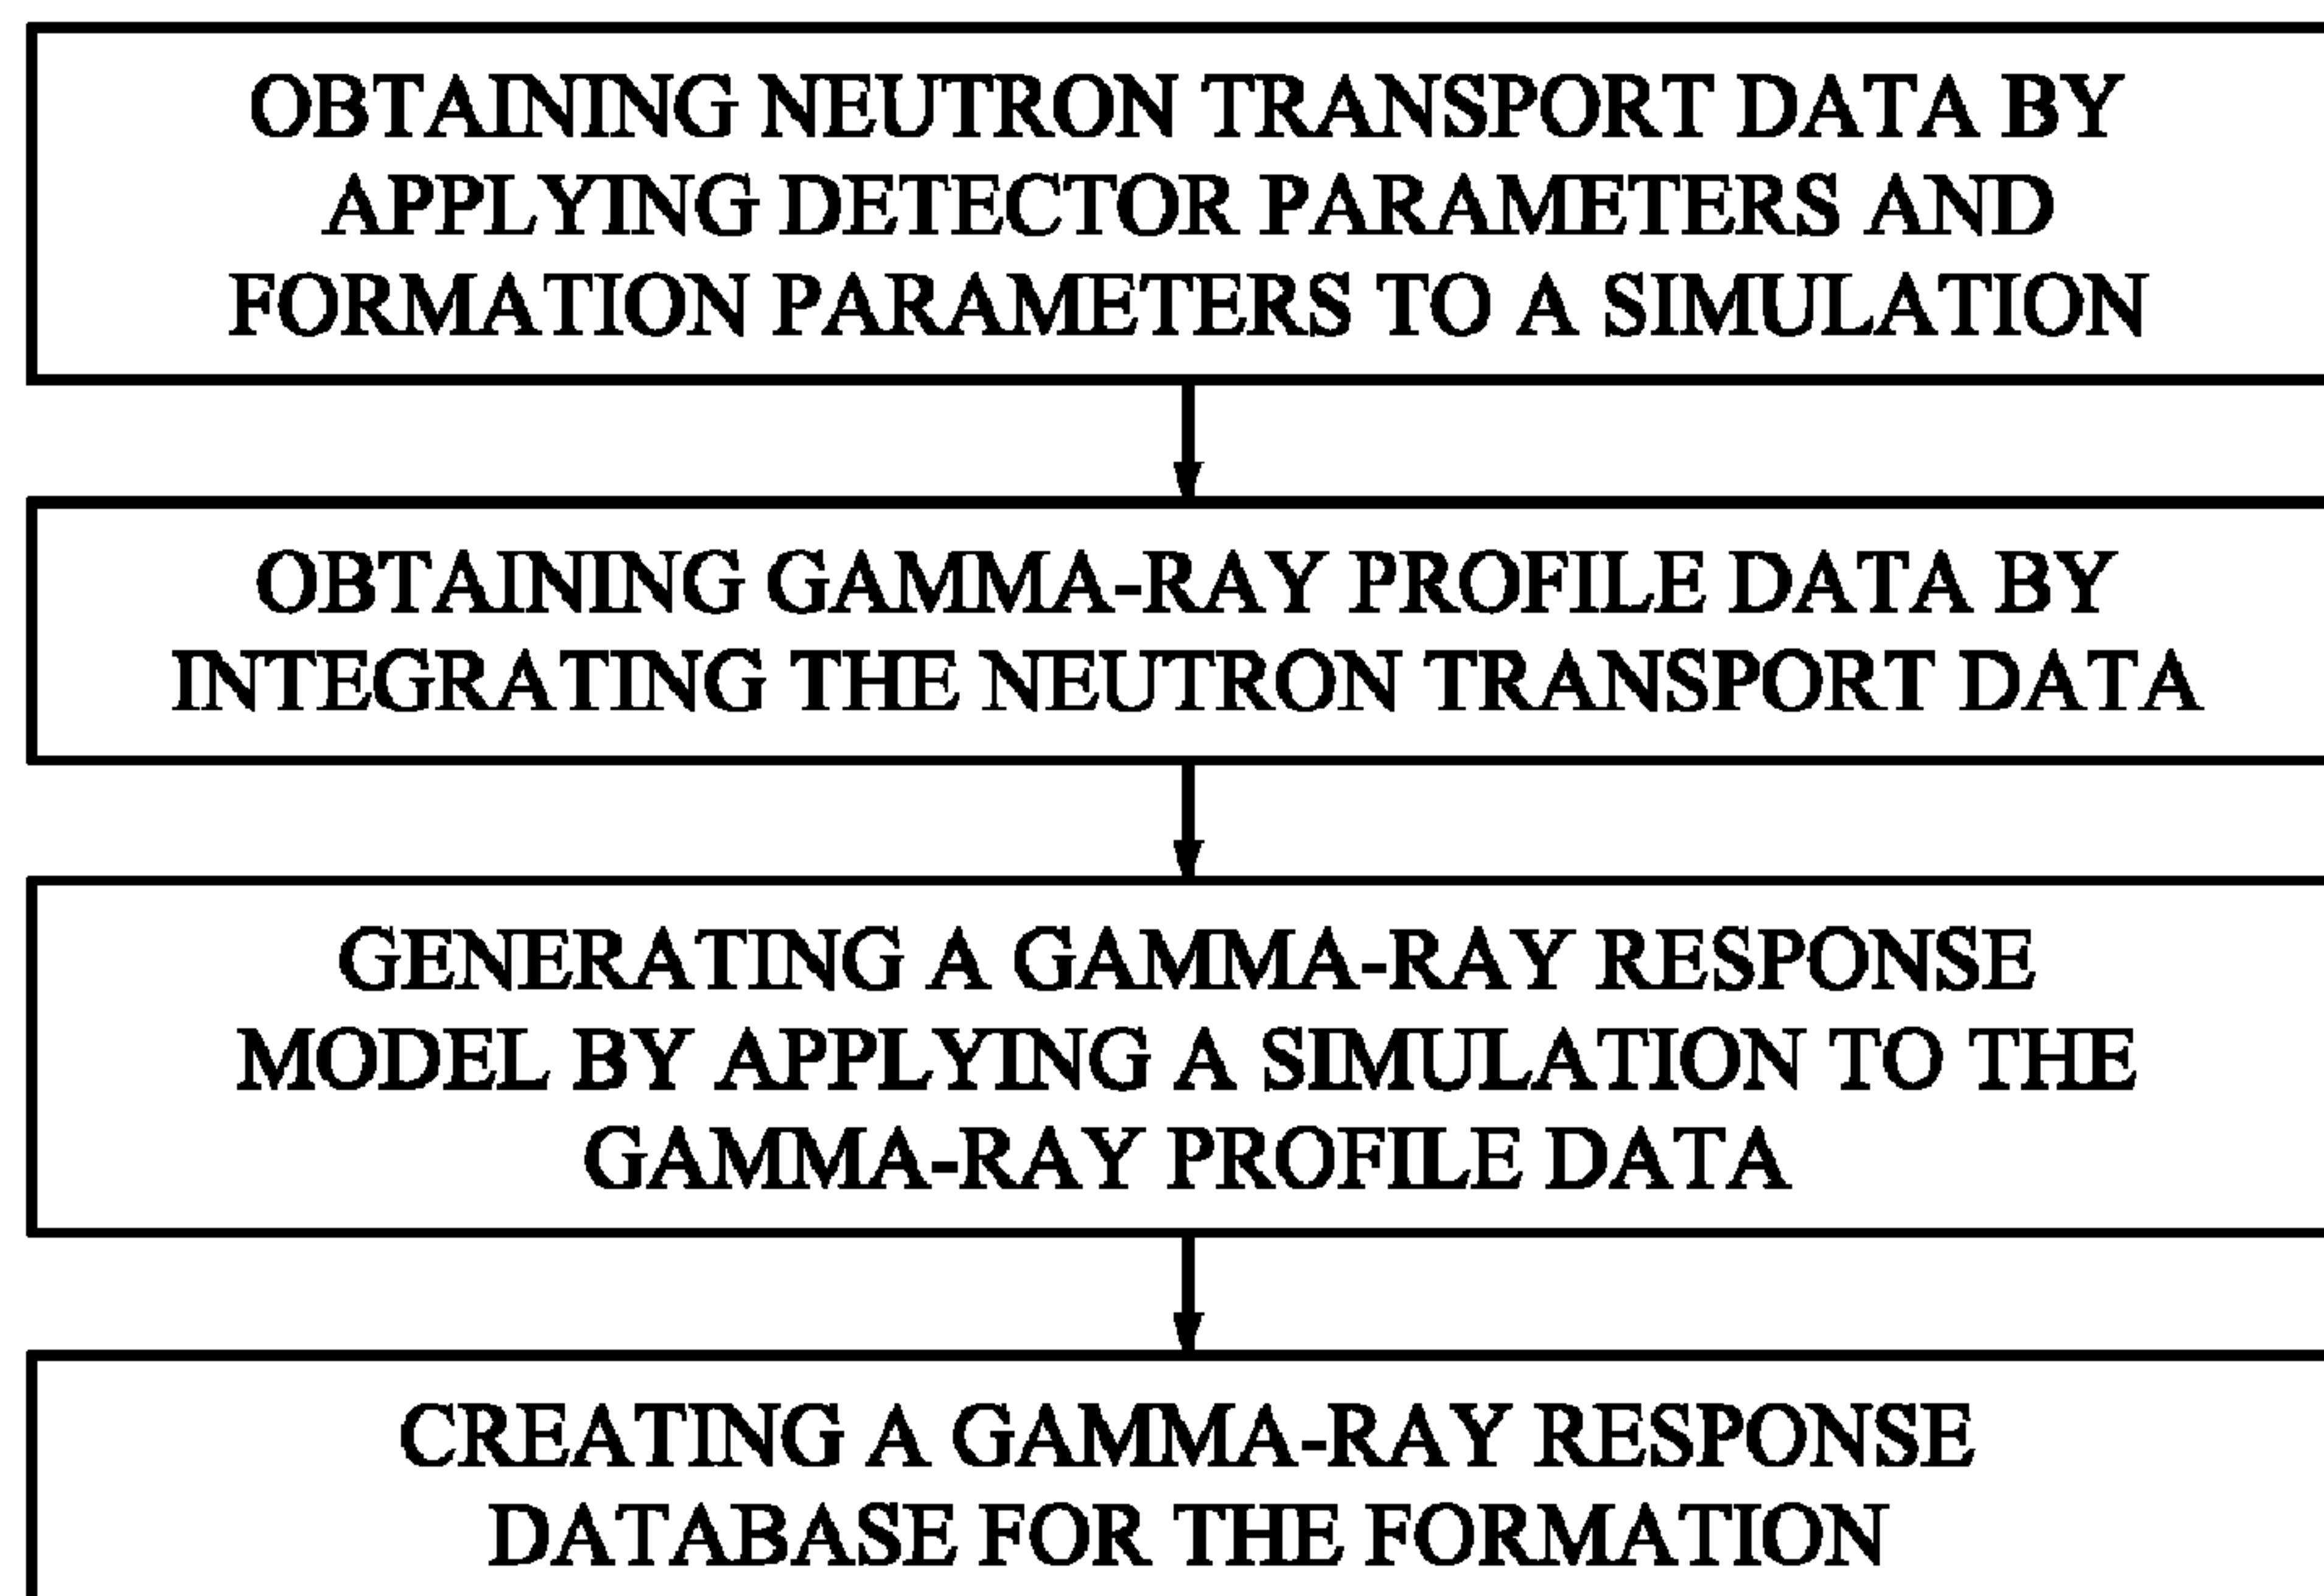 OBTAINING NEUTRON TRANSPORT DATA BY
APPLYING DETECTOR PARAMETERS AND
FORMATION PARAMETERS TO A SIMULATION
OBTAINING GAMMA-RAY PROFILE DATA BY
INTEGRATING THE NEUTRON TRANSPORT DATA
GENERATING A GAMMA-RAY RESPONSE
MODEL BY APPLYING A SIMULATION TO THE
GAMMA-RAY PROFILE DATA
CREATING A GAMMA-RAY RESPONSE
DATABASE FOR THE FORMATION